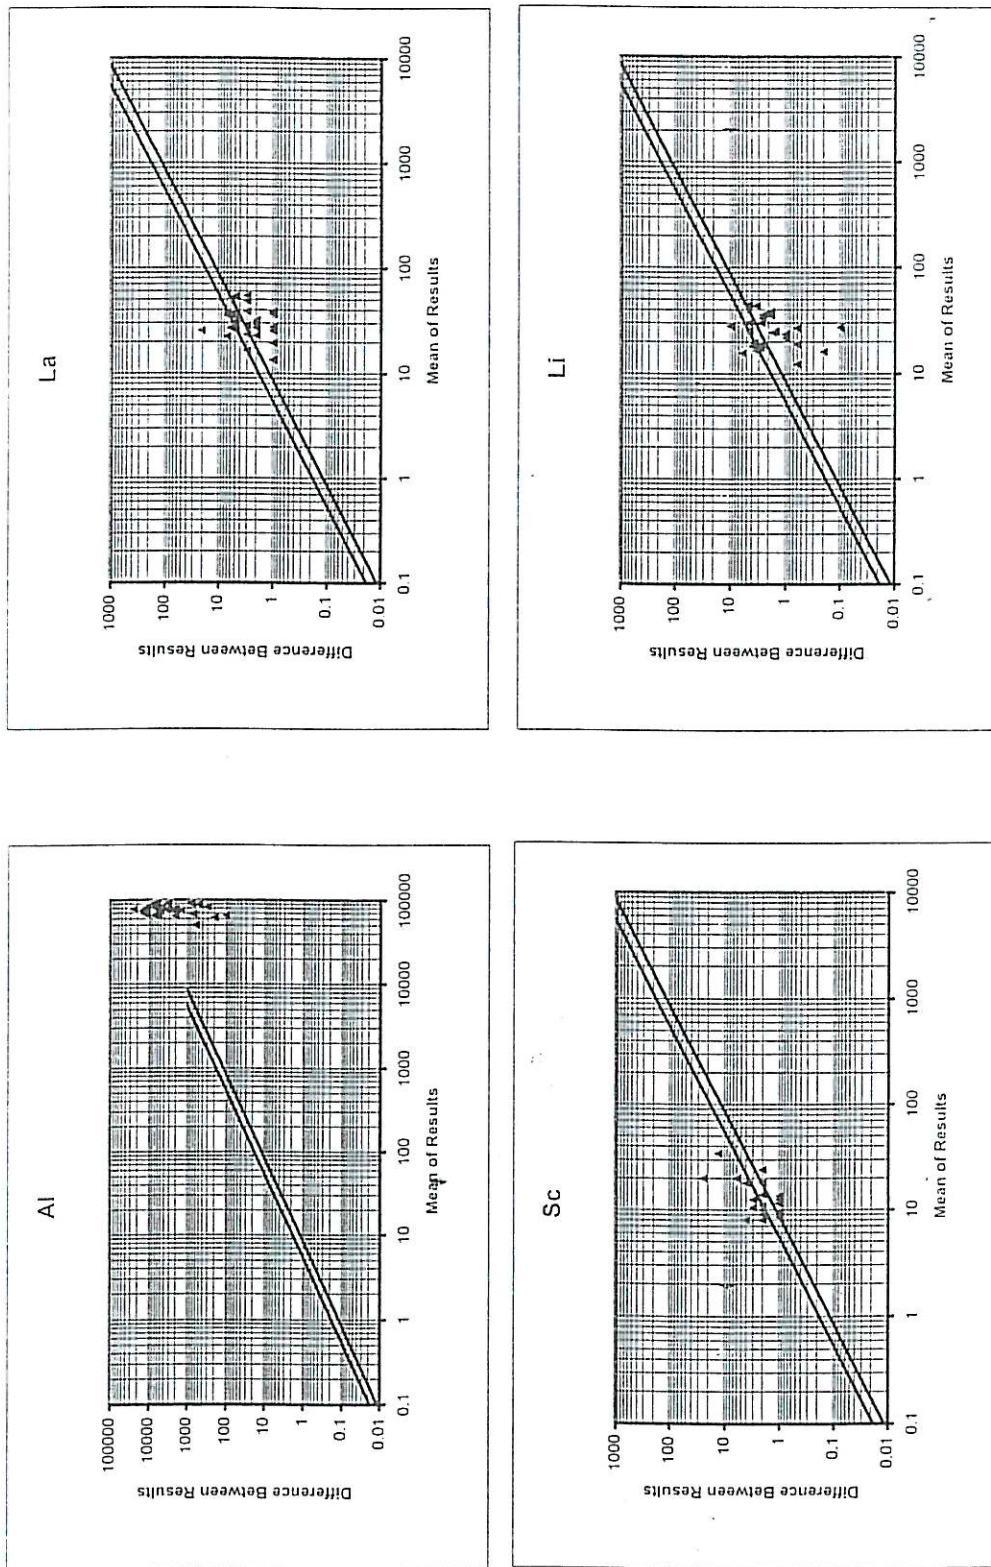 Al
Difference Between Results
100000
10000
1000
100
10
1
0.1
0.01
0.1 1 10 100 1000 10000 100000
Mean of Results
La
Difference Between Results
1000
100
10
1
0.1
0.01
0.1 1 10 100 1000 10000
Mean of Results
Sc
Difference Between Results
1000
100
10
1
0.1
0.01
0.1 1 10 100 1000 10000
Mean of Results
Li
Difference Between Results
1000
100
10
1
0.1
0.01
0.1 1 10 100 1000 10000
Mean of Results